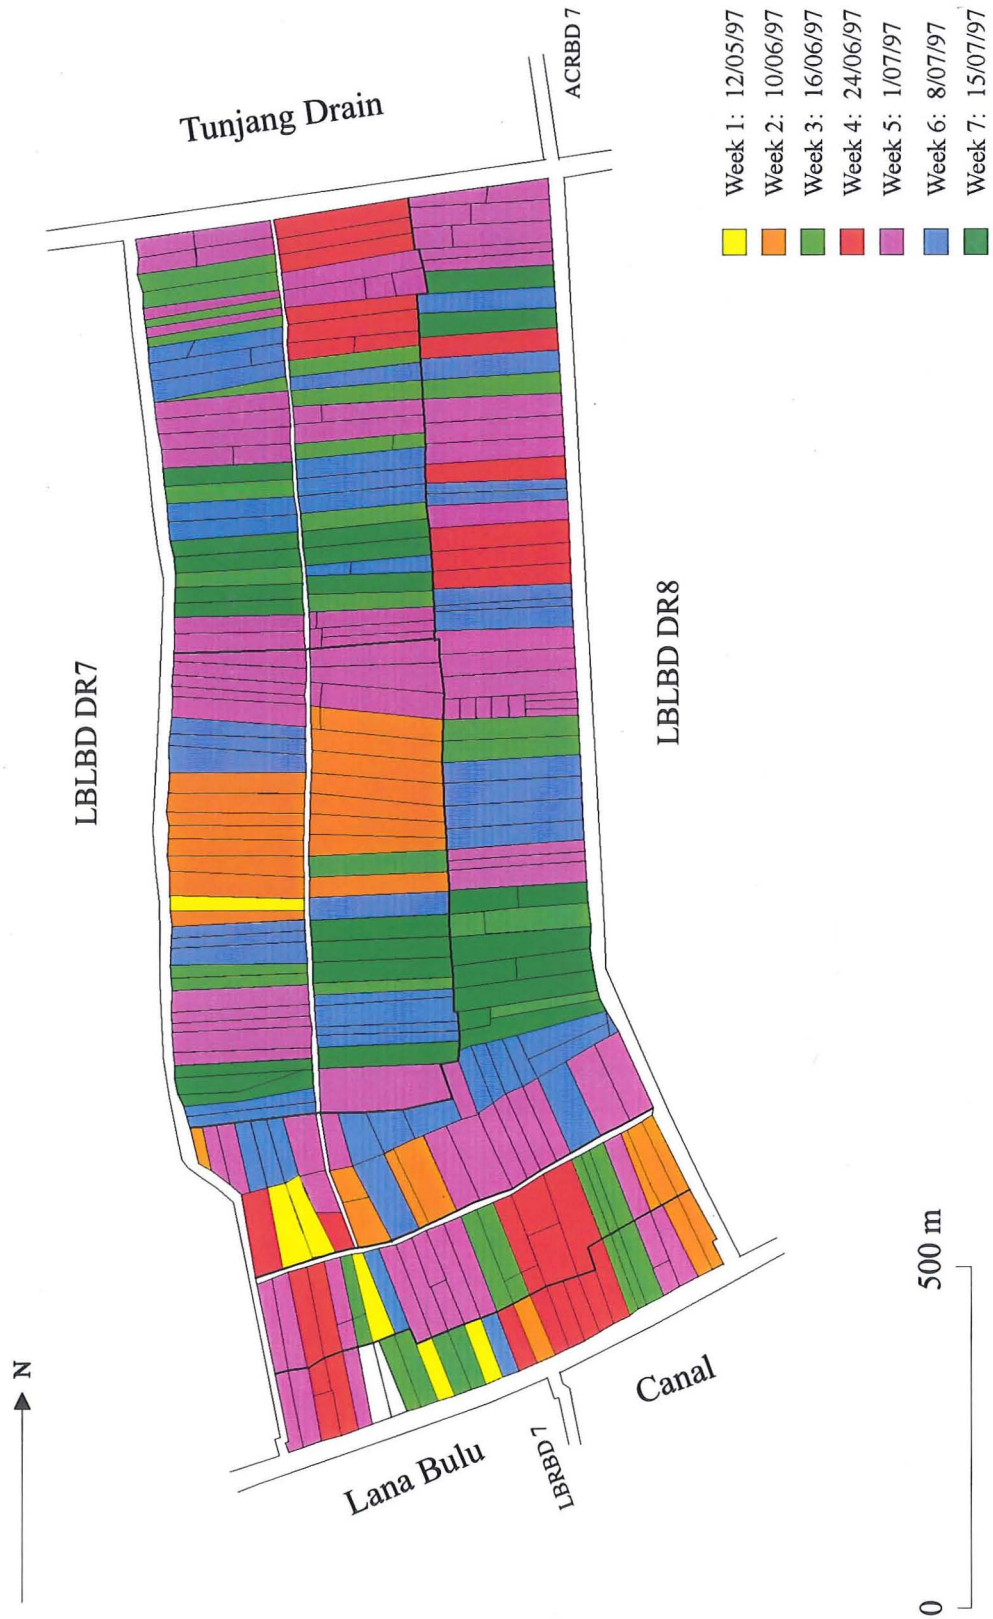 Tunjang Drain
ACRBD 7
LBLBD DR7
LBLBD DR8
Week 1: 12/05/97
Week 2: 10/06/97
Week 3: 16/06/97
Week 4: 24/06/97
Week 5: 1/07/97
Week 6: 8/07/97
Week 7: 15/07/97
N
Lana Bulu
Canal
LBRBD 7
0
500 m